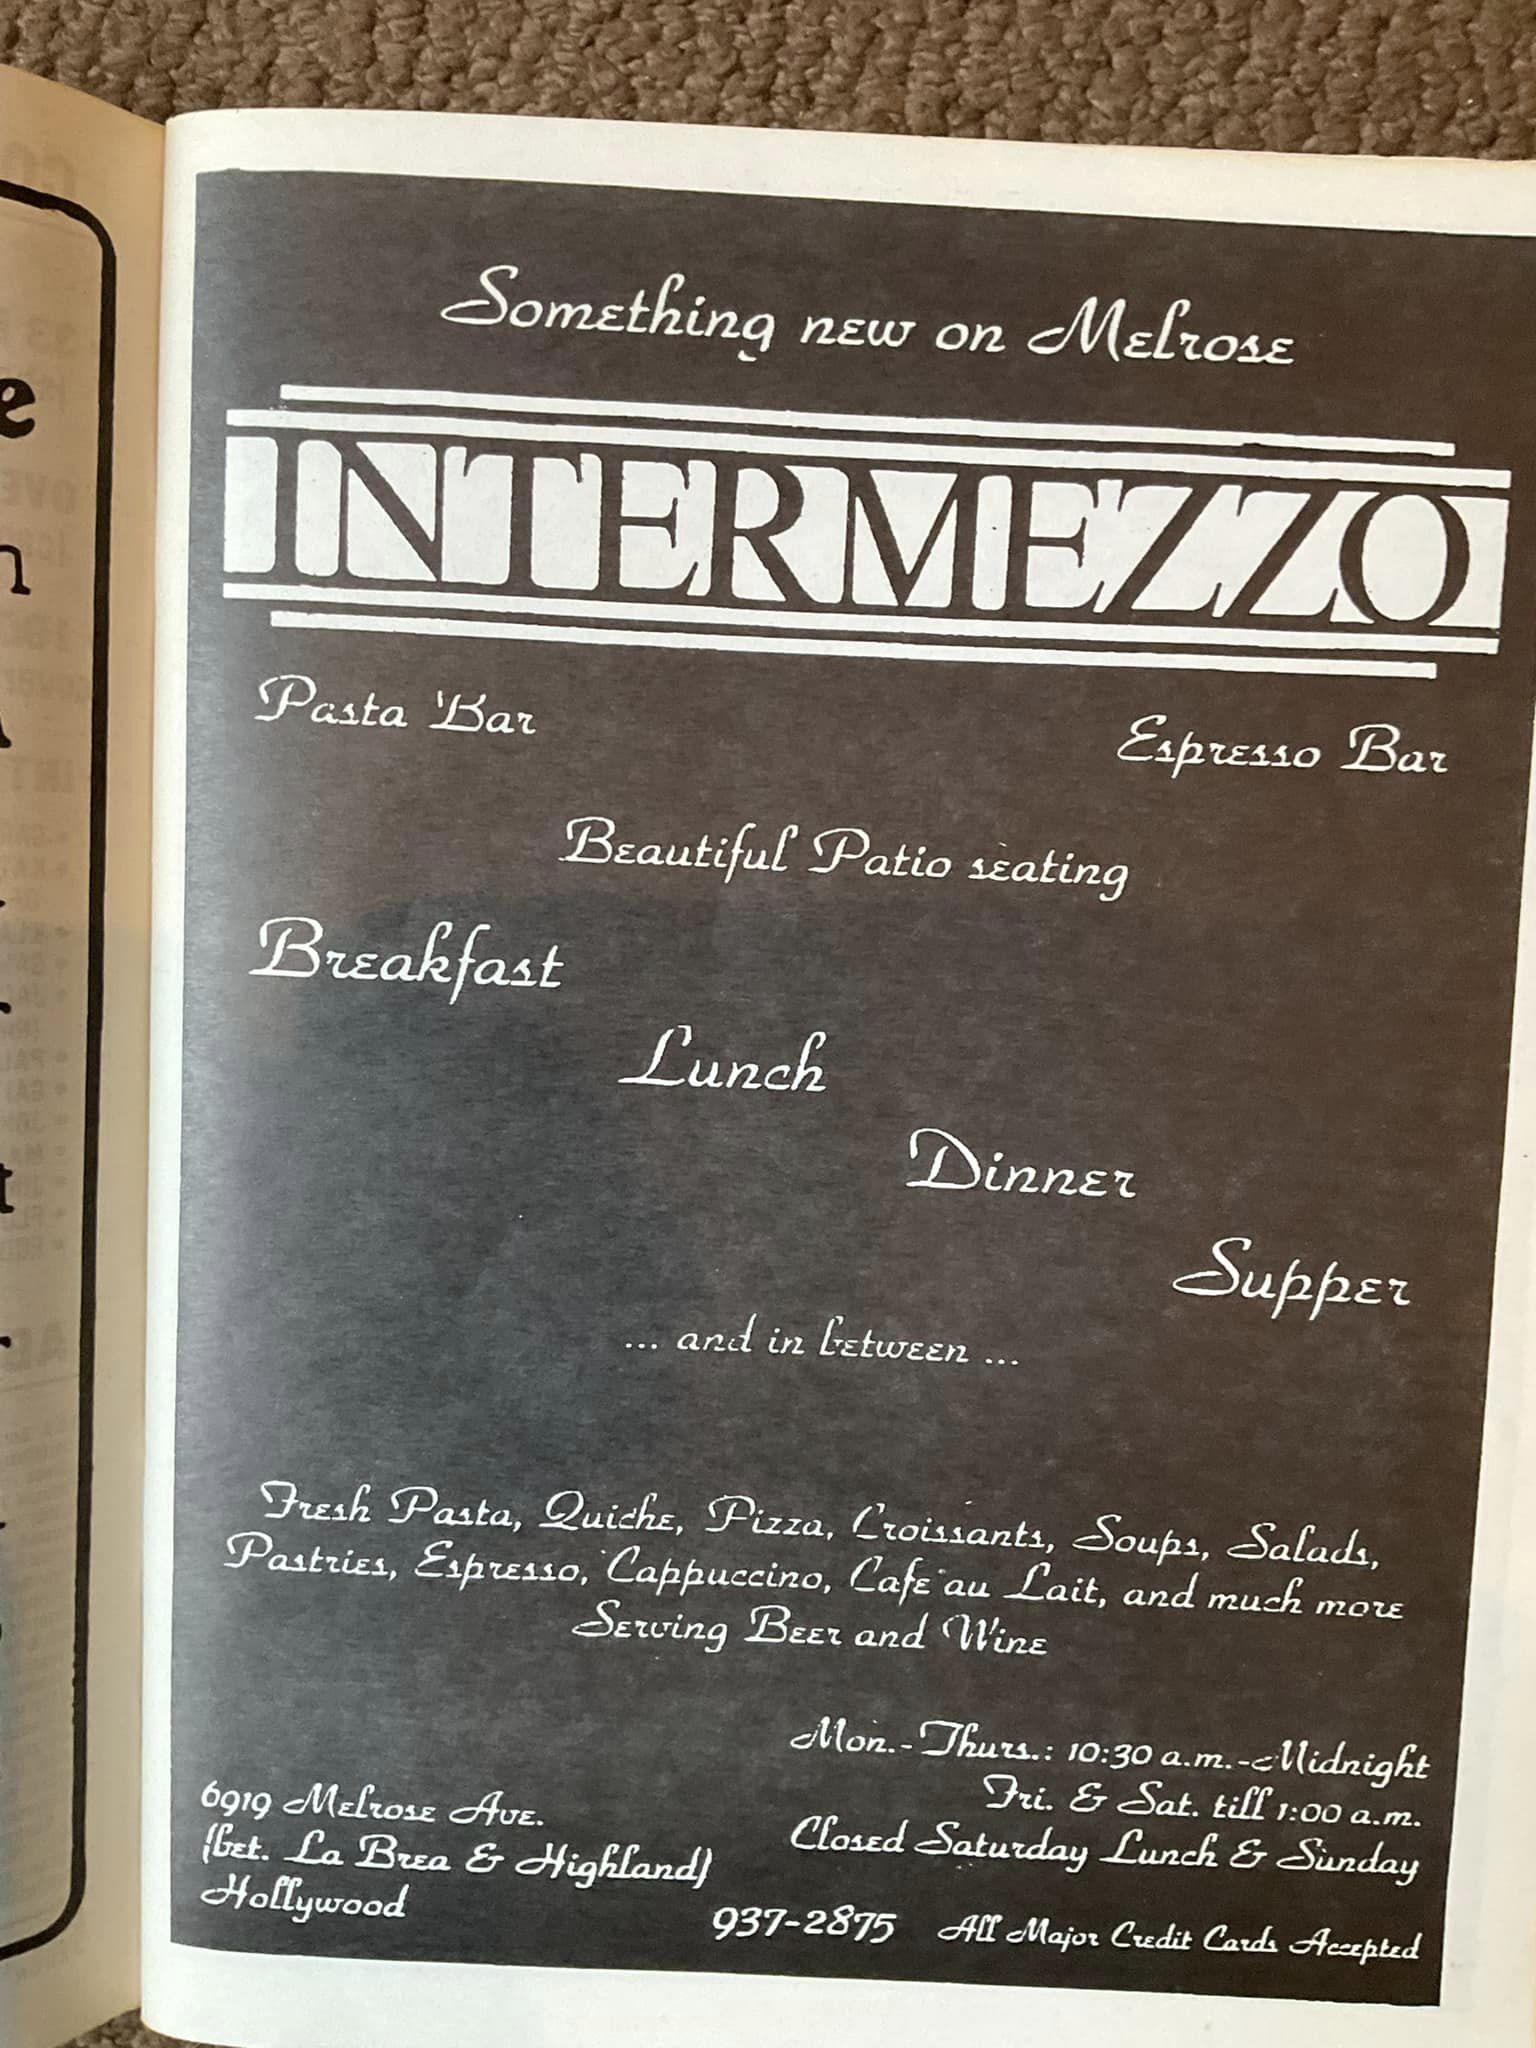 Something new on Melrose
INTERMEZZO
Pasta Bar
Espresso Bar
Beautiful Patio seating
Breakfast
Lunch
Dinner
Supper
... and in between ...
Fresh Pasta, Quiche, Pizza, Croissants, Soups, Salads,
Pastries, Espresso, Cappuccino, Cafe au Lait, and much more
Serving Beer and Wine
Mon.-Thurs.: 10:30 a.m.-Midnight
Fri. & Sat. till 1:00 a.m.
Closed Saturday Lunch & Sunday
6919 Melrose Ave.
(bet. La Brea & Highland)
Hollywood
937-2875 All Major Credit Cards Accepted